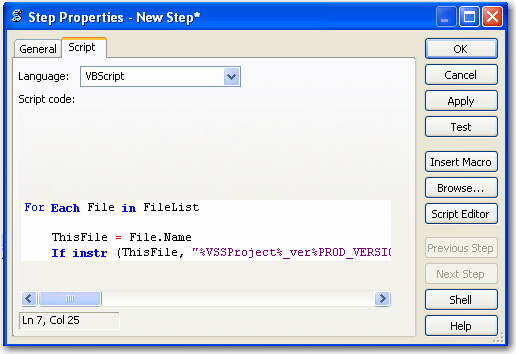 Step Properties - New Step*
General Script
Language: VBScript
Script code:
For Each File in FileList
ThisFile = File.Name
If instr (ThisFile, "%VSSProject%_ver%PROD_VERSIO
Ln 7, Col 25
OK
Cancel
Apply
Test
Insert Macro
Browse...
Script Editor
Previous Step
Next Step
Shell
Help